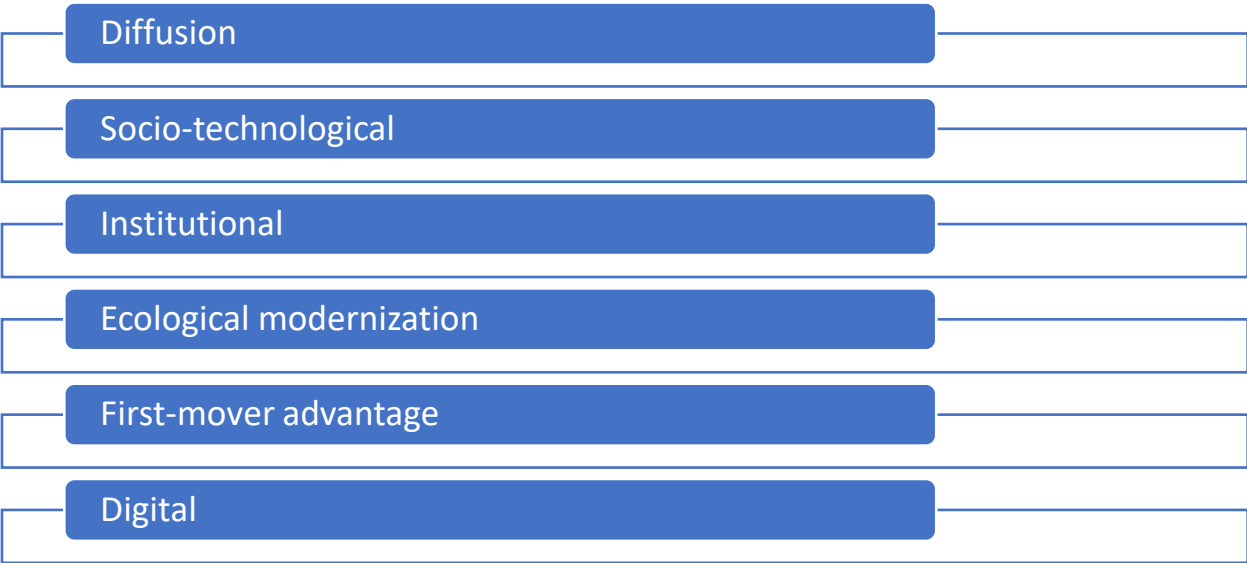 Diffusion
Socio-technological
Institutional
Ecological modernization
First-mover advantage
Digital